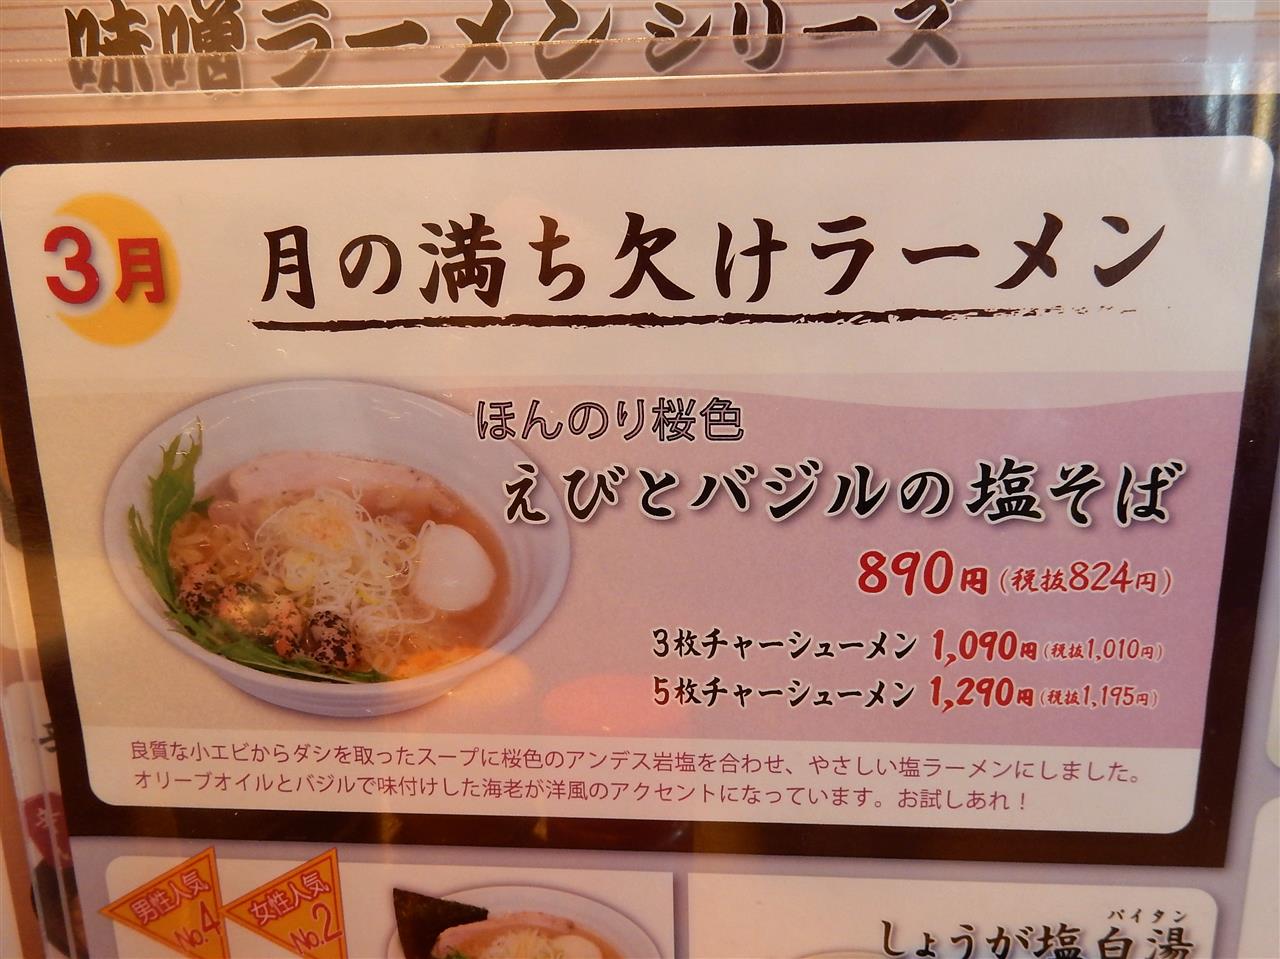 味噌ラーメンシリーズ
3月
月の満ち欠けラーメン
ほんのり桜色
えびとバジルの塩そば
890円(税抜824円)
3枚チャーシューメン 1,090円(税抜1,010円)
5枚チャーシューメン 1,290円(税抜1,195円)
良質な小エビからダシを取ったスープに桜色のアンデス岩塩を合わせ、やさしい塩ラーメンにしました。
オリーブオイルとバジルで味付けした海老が洋風のアクセントになっています。お試しあれ！
男性人気
No.4
女性人気
No.2
パイタン
しょうが塩白湯